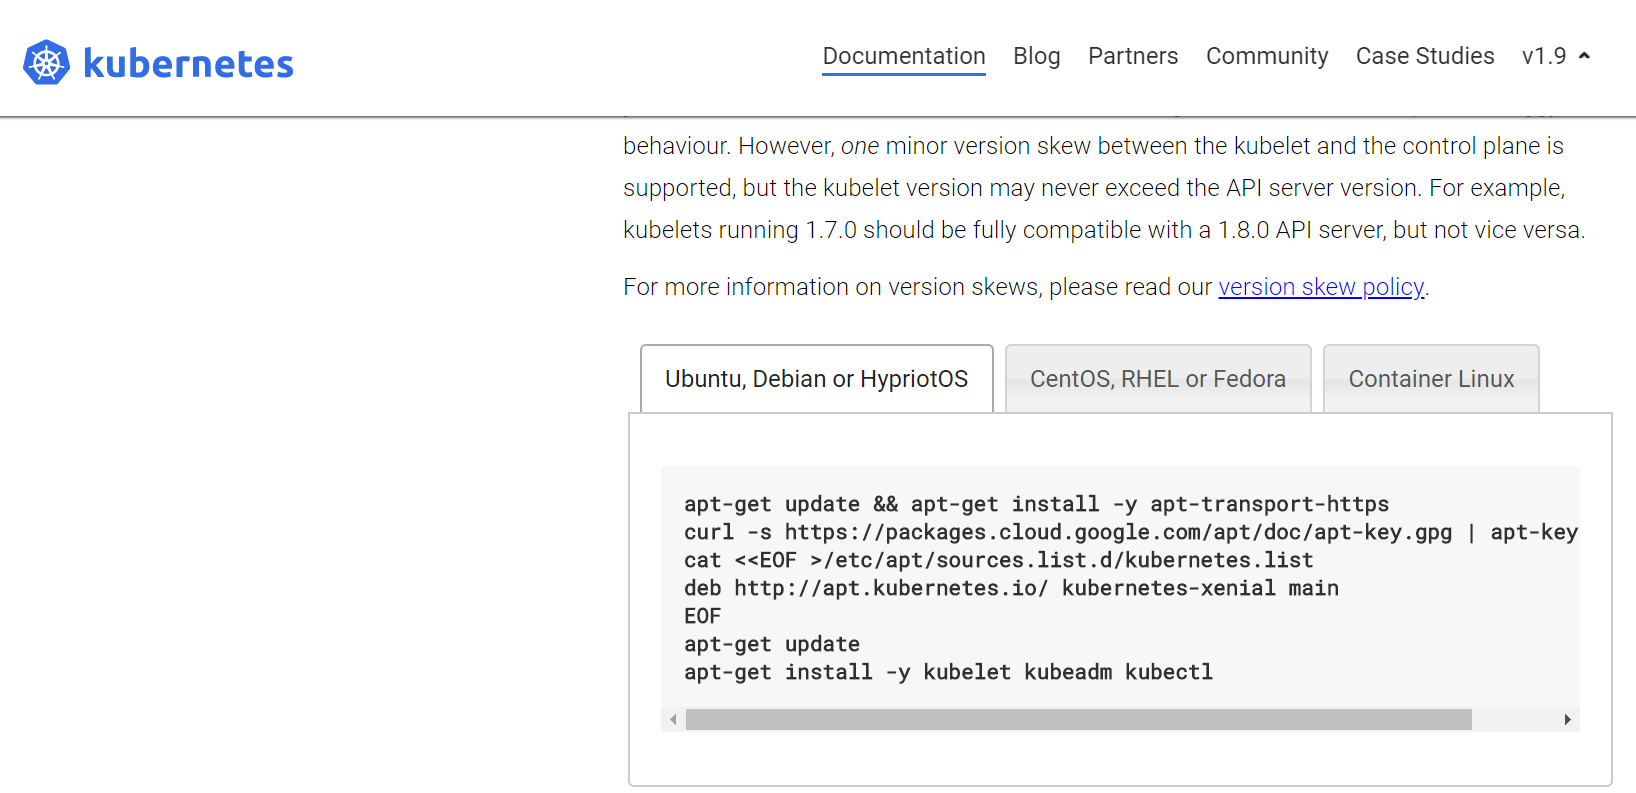 kubernetes
Documentation Blog Partners Community Case Studies v1.9
behaviour. However, one minor version skew between the kubelet and the control plane is
supported, but the kubelet version may never exceed the API server version. For example,
kubelets running 1.7.0 should be fully compatible with a 1.8.0 API server, but not vice versa.
For more information on version skews, please read our version skew policy.
Ubuntu, Debian or HypriotOS CentOS, RHEL or Fedora Container Linux
apt-get update && apt-get install -y apt-transport-https
curl -s https://packages.cloud.google.com/apt/doc/apt-key.gpg | apt-key
cat <<EOF >/etc/apt/sources.list.d/kubernetes.list
deb http://apt.kubernetes.io/ kubernetes-xenial main
EOF
apt-get update
apt-get install -y kubelet kubeadm kubectl